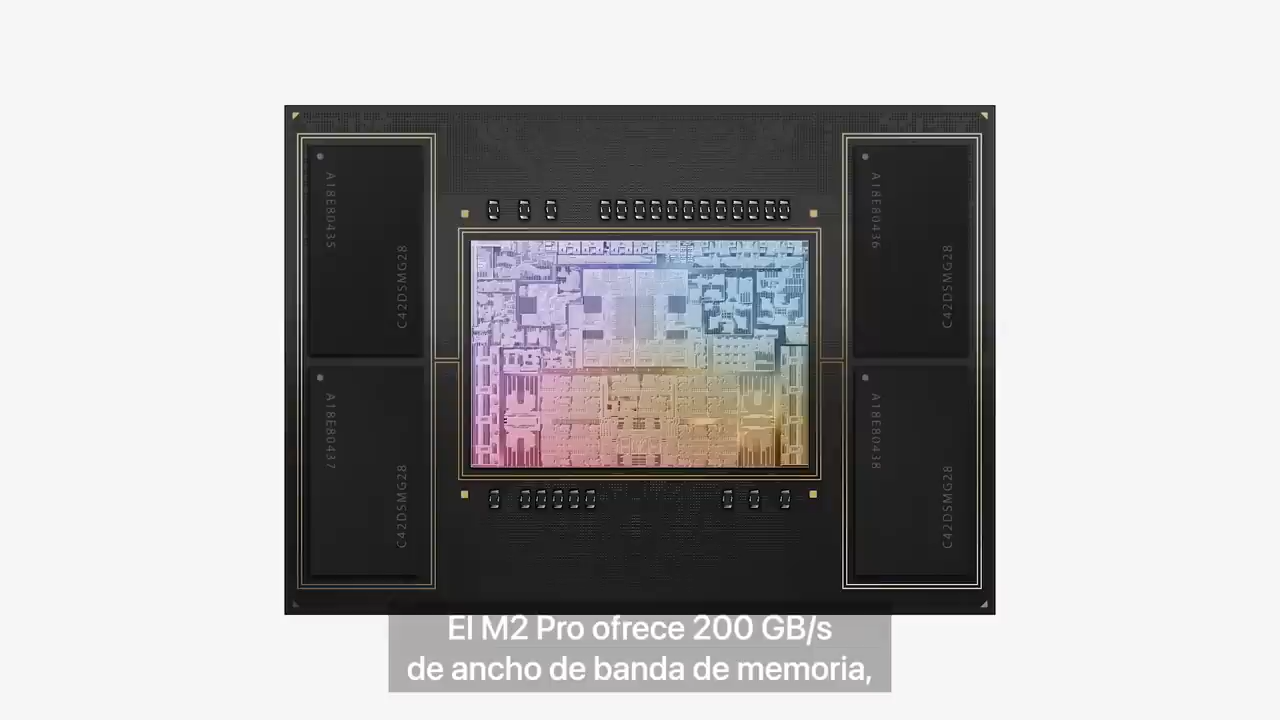 A18E80435
C42DSMG28
A18E80436
C42DSMG28
A18E80437
C42DSMG28
A18E80438
C42DSMG28
El M2 Pro ofrece 200 GB/s
de ancho de banda de memoria,